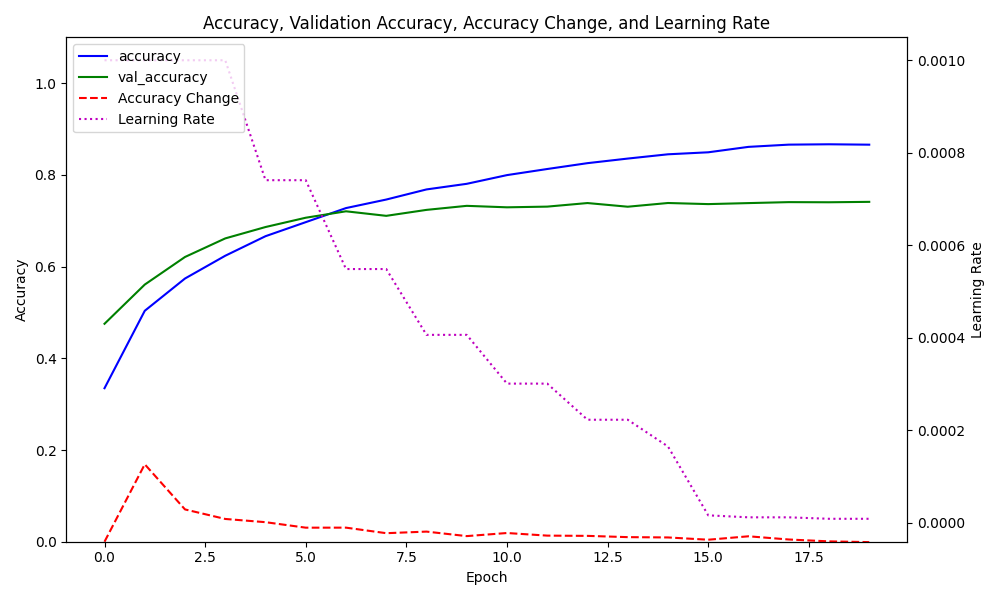 Accuracy, Validation Accuracy, Accuracy Change, and Learning Rate
accuracy
val_accuracy
Accuracy Change
Learning Rate
1.0
0.8
0.6
0.4
0.2
0.0
Accuracy
0.0010
0.0008
0.0006
0.0004
0.0002
0.0000
Learning Rate
0.0 2.5 5.0 7.5 10.0 12.5 15.0 17.5
Epoch